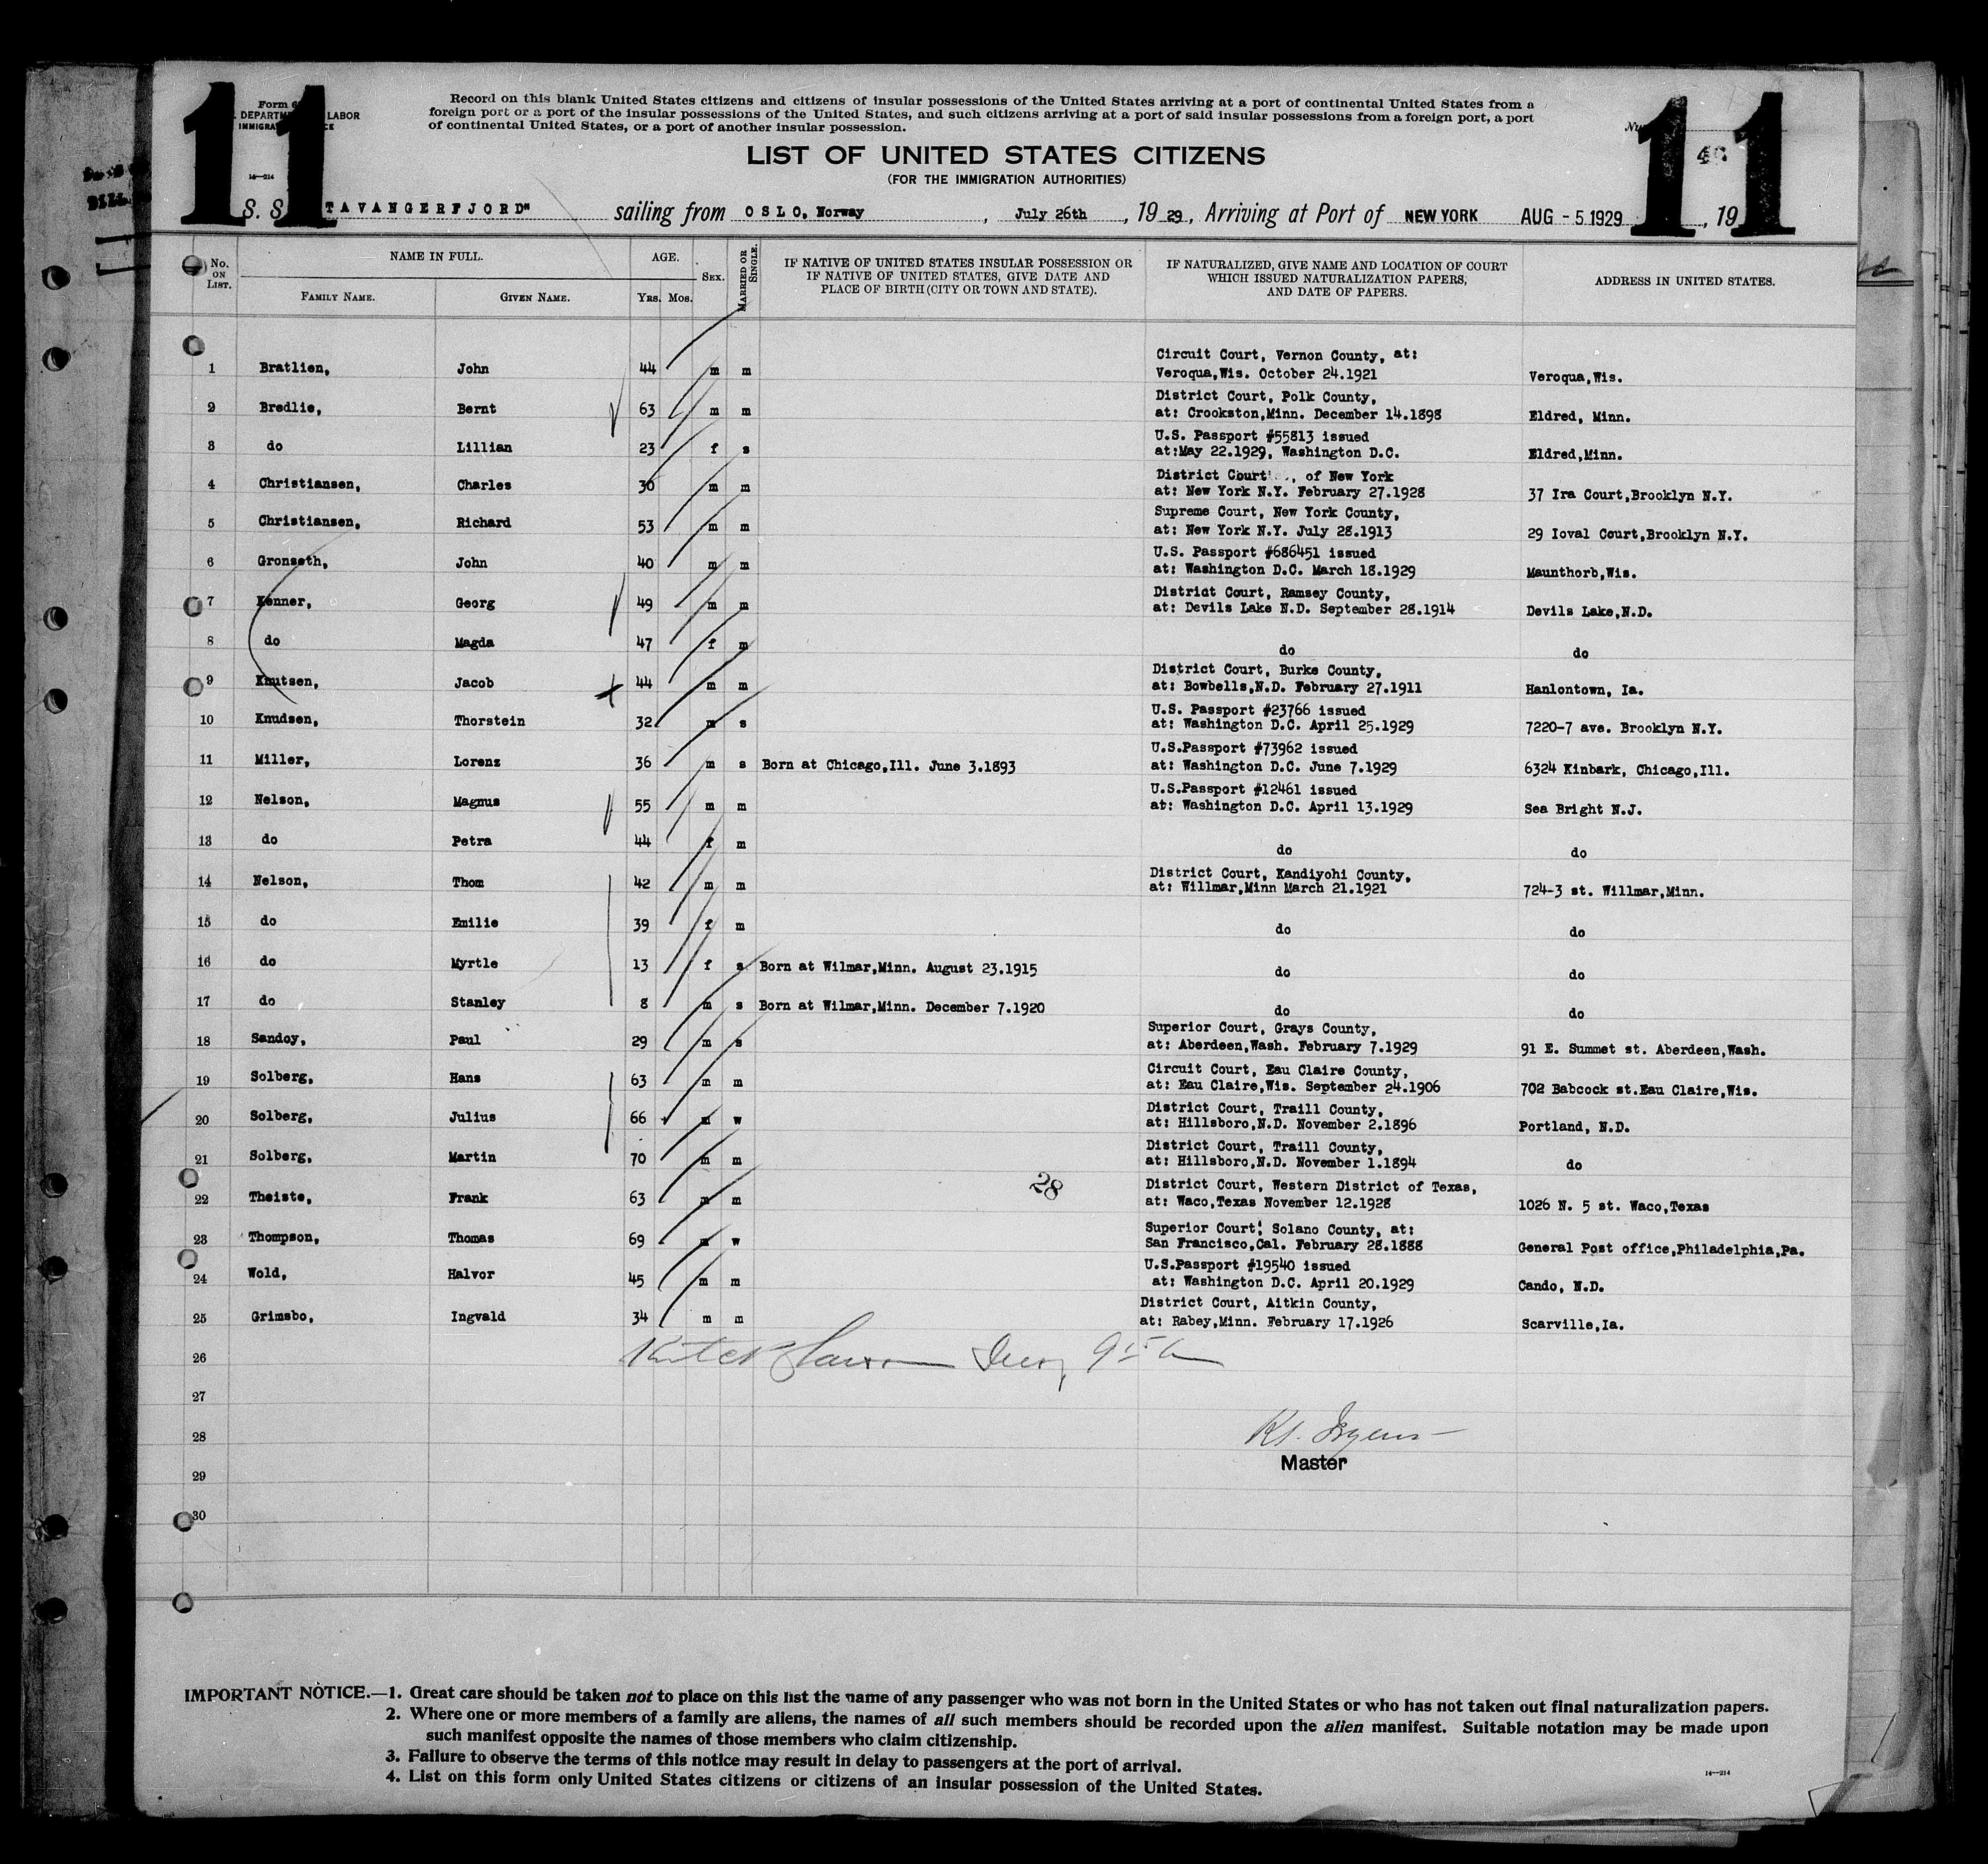 11
11
Form 6
DEPARTM LABOR
IMMIGRA CE
14—214
Record on this blank United States citizens and citizens of insular possessions of the United States arriving at a port of continental United States from a
foreign port or a port of the insular possessions of the United States, and such citizens arriving at a port of said insular possessions from a foreign port, a port
of continental United States, or a port of another insular possession.
LIST OF UNITED STATES CITIZENS
(FOR THE IMMIGRATION AUTHORITIES)
S. S. TAVANGERFJORD" sailing from OSLO, Norway, July 26th, 19 29, Arriving at Port of NEW YORK AUG - 5 1929, 19
No. ON LIST. NAME IN FULL. AGE. SEX. MARRIED OR SINGLE. IF NATIVE OF UNITED STATES INSULAR POSSESSION OR IF NATIVE OF UNITED STATES, GIVE DATE AND PLACE OF BIRTH (CITY OR TOWN AND STATE). IF NATURALIZED, GIVE NAME AND LOCATION OF COURT WHICH ISSUED NATURALIZATION PAPERS, AND DATE OF PAPERS. ADDRESS IN UNITED STATES.
FAMILY NAME. GIVEN NAME. YRS. MOS.
Circuit Court, Vernon County, at:
1 Bratlien, John 44 m m Veroqua,Wis. October 24.1921 Veroqua,Wis.
District Court, Polk County,
2 Bredlie, Bernt 63 m m at: Crookston,Minn. December 14.1898 Eldred, Minn.
U.S. Passport #55813 issued
3 do Lillian 23 f s at:May 22.1929, Washington D.C. Eldred,Minn.
District Court , of New York
4 Christiansen, Charles 30 m m at: New York N.Y. February 27.1928 37 Ira Court,Brooklyn N.Y.
Supreme Court, New York County,
5 Christiansen, Richard 53 m m at: New York N.Y. July 28.1913 29 Ioval Court,Brooklyn N.Y.
U.S. Passport #686451 issued
6 Gronseth, John 40 m m at: Washington D.C. March 18.1929 Maunthorb,Wis.
District Court, Ramsey County,
7 Kenner, Georg 49 m m at: Devils Lake N.D. September 28.1914 Devils Lake,N.D.
8 do Magda 47 f m do do
District Court, Burke County,
9 Knutsen, Jacob 44 m m at: Bowbells,N.D. February 27.1911 Hanlontown, Ia.
U.S. Passport #23766 issued
10 Knudsen, Thorstein 32 m s at: Washington D.C. April 25.1929 7220-7 ave. Brooklyn N.Y.
U.S.Passport #73962 issued
11 Miller, Lorenz 36 m s Born at Chicago,Ill. June 3.1893 at: Washington D.C. June 7.1929 6324 Kinbark, Chicago,Ill.
U.S.Passport #12461 issued
12 Nelson, Magnus 55 m m at: Washington D.C. April 13.1929 Sea Bright N.J.
13 do Petra 44 f m do do
District Court, Kandiyohi County,
14 Nelson, Thom 42 m m at: Willmar,Minn March 21.1921 724-3 st. Willmar,Minn.
15 do Emilie 39 f m do do
16 do Myrtle 13 f s Born at Wilmar,Minn. August 23.1915 do do
17 do Stanley 8 m s Born at Wilmar,Minn. December 7.1920 do do
Superior Court, Grays County,
18 Sandoy, Paul 29 m s at: Aberdeen,Wash. February 7.1929 91 E. Summet st. Aberdeen,Wash.
Circuit Court, Eau Claire County,
19 Solberg, Hans 63 m m at: Eau Claire,Wis. September 24.1906 702 Babcock st.Eau Claire,Wis.
District Court, Traill County,
20 Solberg, Julius 66 m w at: Hillsboro,N.D. November 2.1896 Portland, N.D.
District Court, Traill County,
21 Solberg, Martin 70 m m at: Hillsboro,N.D. November 1.1894 do
28
District Court, Western District of Texas,
22 Theiste, Frank 63 m m at: Waco,Texas November 12.1928 1026 N. 5 st. Waco,Texas
Superior Court, Solano County, at:
23 Thompson, Thomas 69 m w San Francisco,Cal. February 28.1888 General Post office,Philadelphia,Pa.
U.S.Passport #19540 issued
24 Wold, Halvor 45 m m at: Washington D.C. April 20.1929 Cando, N.D.
District Court, Aitkin County,
25 Grimsbo, Ingvald 34 m m at: Rabey,Minn. February 17.1926 Scarville,Ia.
26
27
28
Master
29
30
IMPORTANT NOTICE.—1. Great care should be taken not to place on this list the name of any passenger who was not born in the United States or who has not taken out final naturalization papers.
2. Where one or more members of a family are aliens, the names of all such members should be recorded upon the alien manifest. Suitable notation may be made upon
such manifest opposite the names of those members who claim citizenship.
3. Failure to observe the terms of this notice may result in delay to passengers at the port of arrival.
4. List on this form only United States citizens or citizens of an insular possession of the United States.
14—214